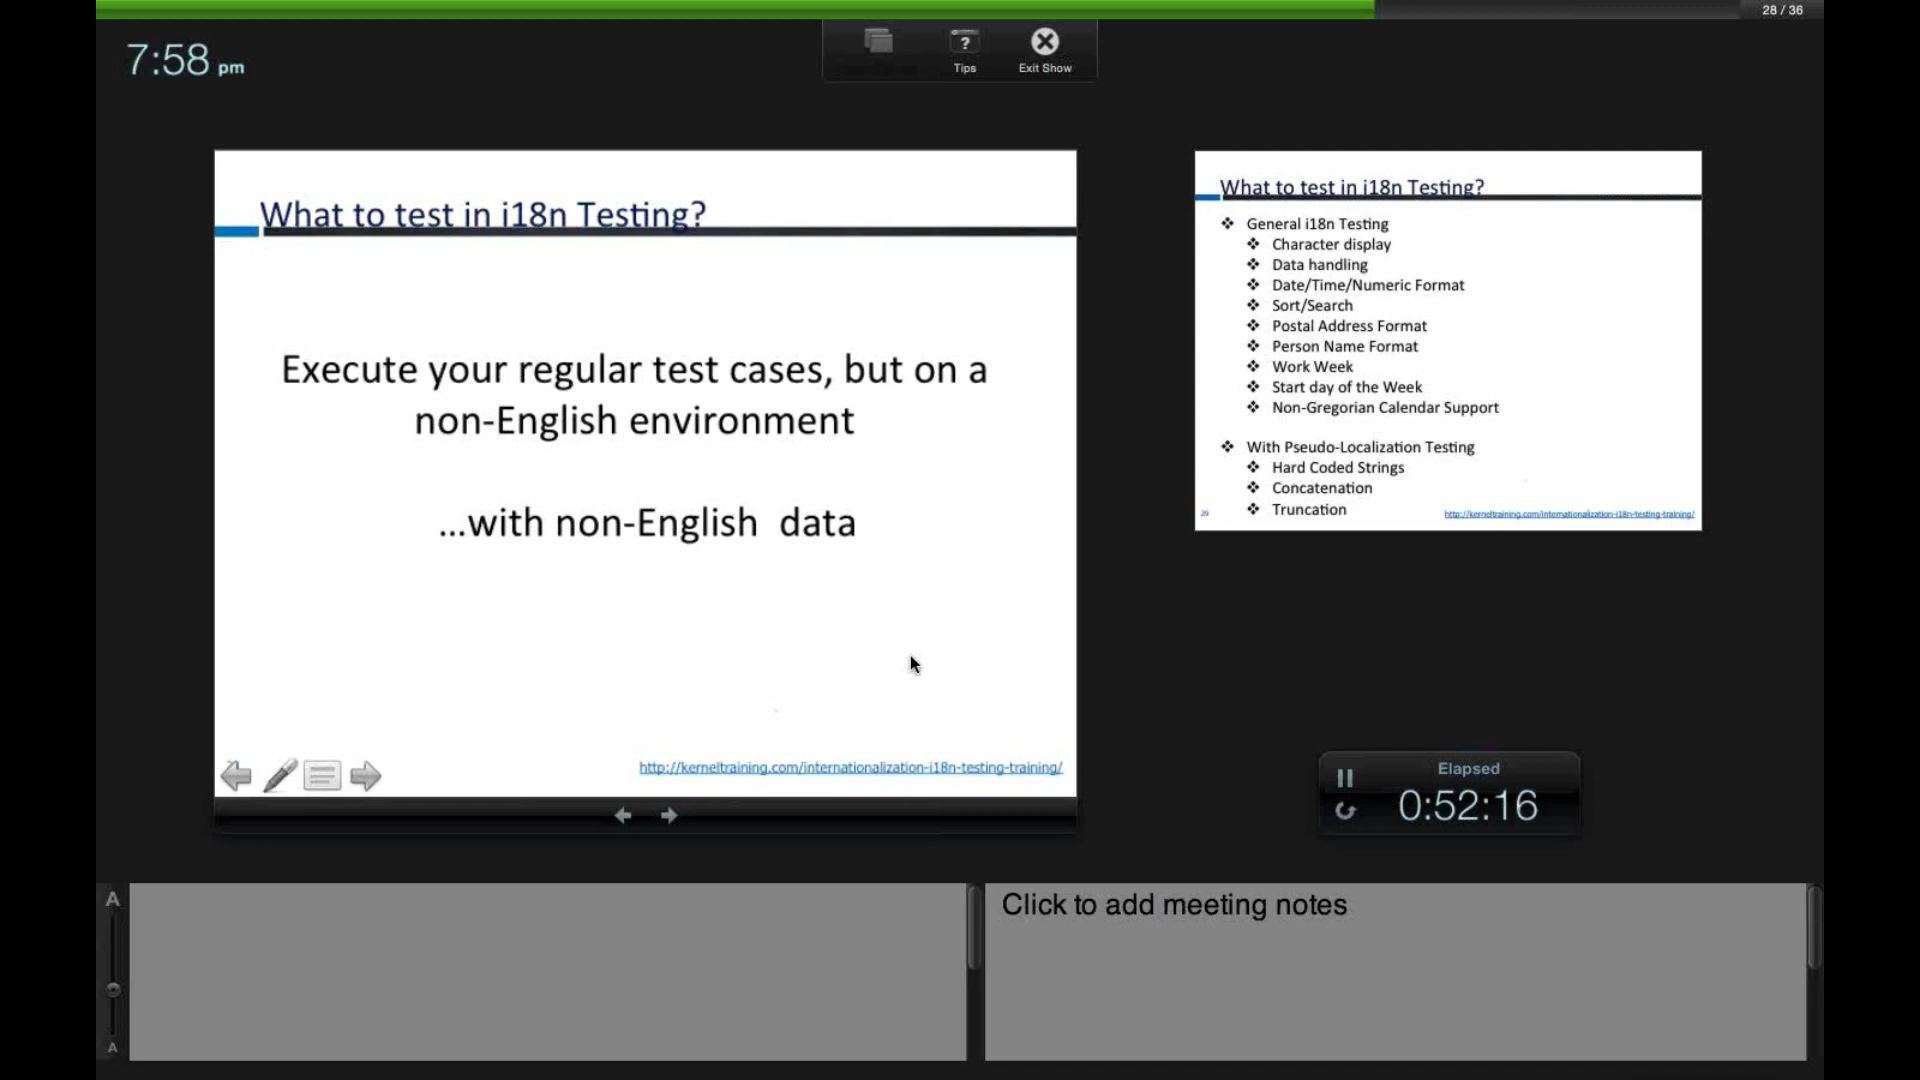 28 / 36
7:58 pm
Tips
Exit Show
What to test in i18n Testing?
Execute your regular test cases, but on a
non-English environment
...with non-English data
http://kerneltraining.com/internationalization-i18n-testing-training/
What to test in i18n Testing?
❖ General i18n Testing
❖ Character display
❖ Data handling
❖ Date/Time/Numeric Format
❖ Sort/Search
❖ Postal Address Format
❖ Person Name Format
❖ Work Week
❖ Start day of the Week
❖ Non-Gregorian Calendar Support
❖ With Pseudo-Localization Testing
❖ Hard Coded Strings
❖ Concatenation
❖ Truncation
29
http://kerneltraining.com/internationalization-i18n-testing-training/
Elapsed
0:52:16
A
A
Click to add meeting notes